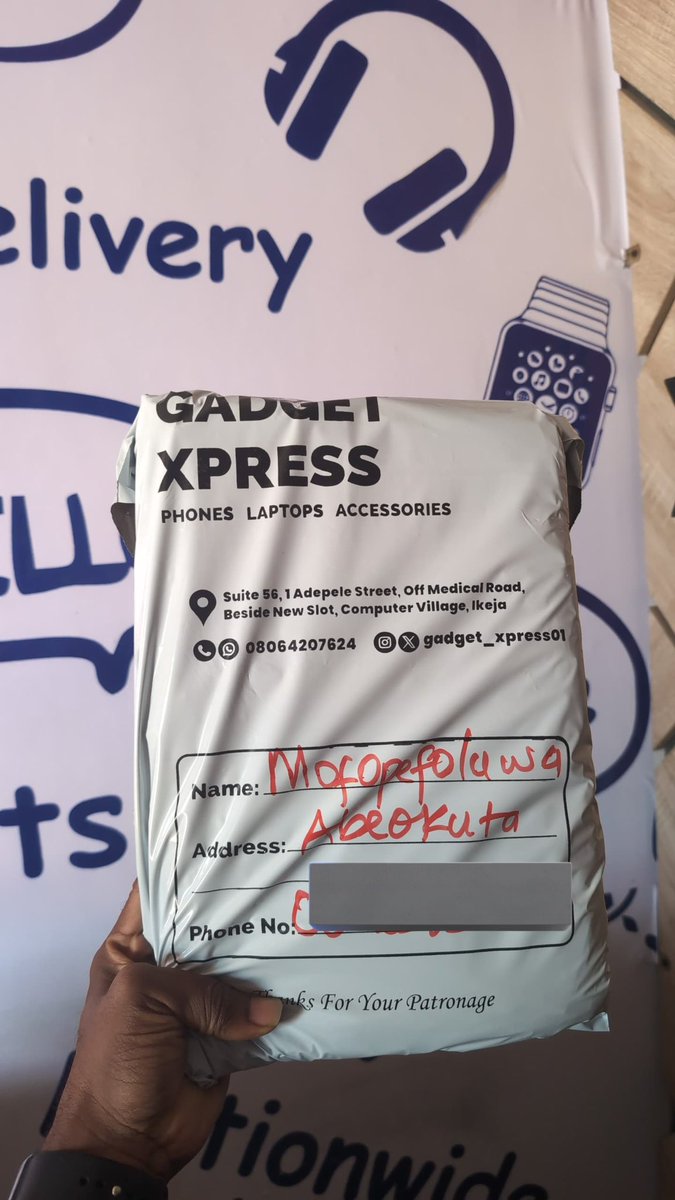 elivery
GADGET
XPRESS
PHONES LAPTOPS ACCESSORIES
Suite 56, 1 Adepele Street, Off Medical Road,
Beside New Slot, Computer Village, Ikeja
08064207624 gadget_xpress01
Name: Mofopefoluwa
Address: Abeokuta
ts
Phone No:
Thanks For Your Patronage
tionwide